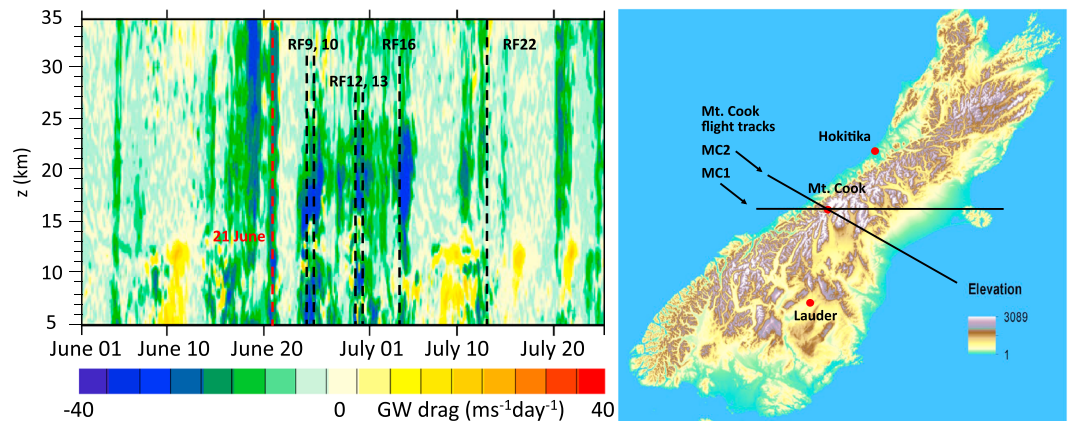 35
30
25
20
15
10
5
z (km)
RF9, 10
RF16
RF22
RF12, 13
21 June
June 01
June 10
June 20
July 01
July 10
July 20
-40
0
GW drag (ms⁻¹day⁻¹)
40
Mt. Cook
flight tracks
MC2
MC1
Hokitika
Mt. Cook
Lauder
Elevation
3089
1